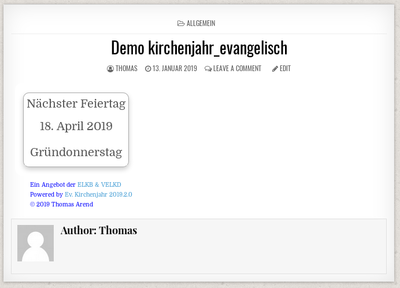 ALLGEMEIN
Demo kirchenjahr_evangelisch
THOMAS 13. JANUAR 2019 LEAVE A COMMENT EDIT
Nächster Feiertag
18. April 2019
Gründonnerstag
Ein Angebot der ELKB & VELKD
Powered by Ev. Kirchenjahr 2019.2.0
© 2019 Thomas Arend
Author: Thomas